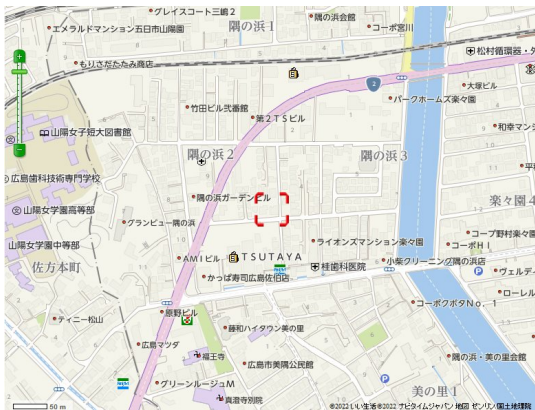 グレイスコート三嶋2
隅の浜会館
エメラルドマンション五日市山陽園
隅の浜1
コーポ宮川
もりさだたたみ商店
松村循環器・外
2
大塚ビル
竹田ビル弐番館
パークホームズ楽々園
第2TSビル
山陽女子短大図書館
和幸マンション
隅の浜2
隅の浜3
広島歯科技術専門学校
隅の浜ガーデンビル
楽々園4
山陽女学園高等部
グランビュー隅の浜
コープ野村楽々園
山陽女学園中等部
ライオンズマンション楽々園
コーポHI
AMIビル
TSUTAYA
小柴クリーニング隅の浜店
佐方本町
桂歯科医院
かっぱ寿司広島佐伯店
ヴェルデ
ローレル
コーポクボタNo.1
ティニー松山
原野ビル
藤和ハイタウン美の里
広島マツダ
福王寺
広島市美隅公民館
隅の浜・美の里会館
グリーンルージュM
美の里1
真澄寺別院
50 m
©2022 いい生活 ©2022 ナビタイムジャパン 地図 ゼンリン 国土地理院